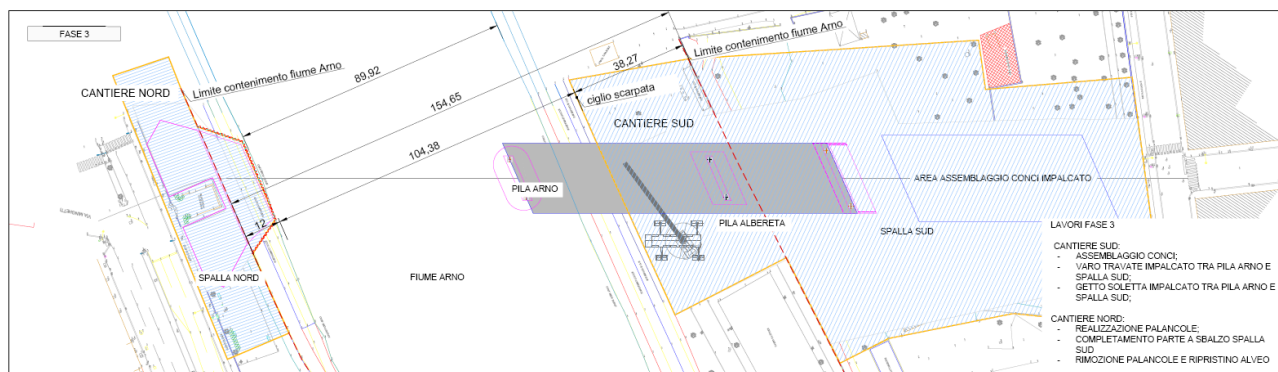 FASE 3
CANTIERE NORD
Limite contenimento fiume Arno
89,92
154,65
104,38
38,27
Limite contenimento fiume Arno
ciglio scarpata
CANTIERE SUD
PILA ARNO
AREA ASSEMBLAGGIO CONCI IMPALCATO
PILA ALBERETA
SPALLA SUD
12
SPALLA NORD
FIUME ARNO
LAVORI FASE 3
CANTIERE SUD:
- ASSEMBLAGGIO CONCI;
- VARO TRAVATE IMPALCATO TRA PILA ARNO E
SPALLA SUD;
- GETTO SOLETTA IMPALCATO TRA PILA ARNO E
SPALLA SUD;
CANTIERE NORD:
- REALIZZAZIONE PALANCOLE;
- COMPLETAMENTO PARTE A SBALZO SPALLA
SUD
- RIMOZIONE PALANCOLE E RIPRISTINO ALVEO